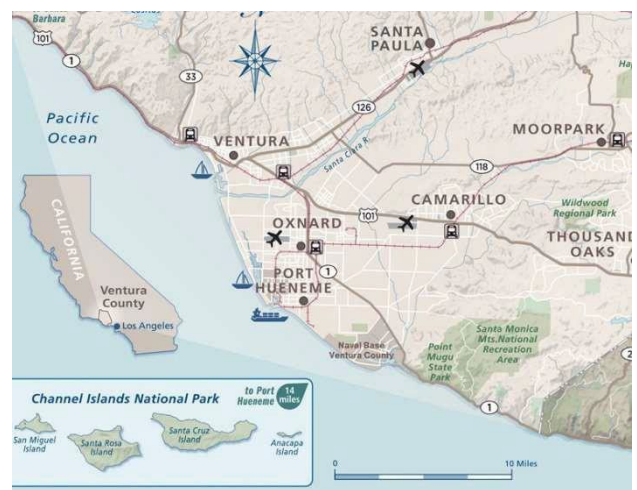 101
1
33
SANTA
PAULA
Pacific
Ocean
126
VENTURA
Santa Clara R.
MOORPARK
118
CALIFORNIA
101
CAMARILLO
Wildwood
Regional Park
OXNARD
THOUSAND
OAKS
1
PORT
HUENEME
Ventura
County
Los Angeles
Naval Base
Ventura County
Point
Mugu
State
Park
Santa Monica
Mts.National
Recreation
Area
1
Channel Islands National Park
to Port
Hueneme
14
miles
San Miguel
Island
Santa Rosa
Island
Santa Cruz
Island
Anacapa
Island
0
10 Miles